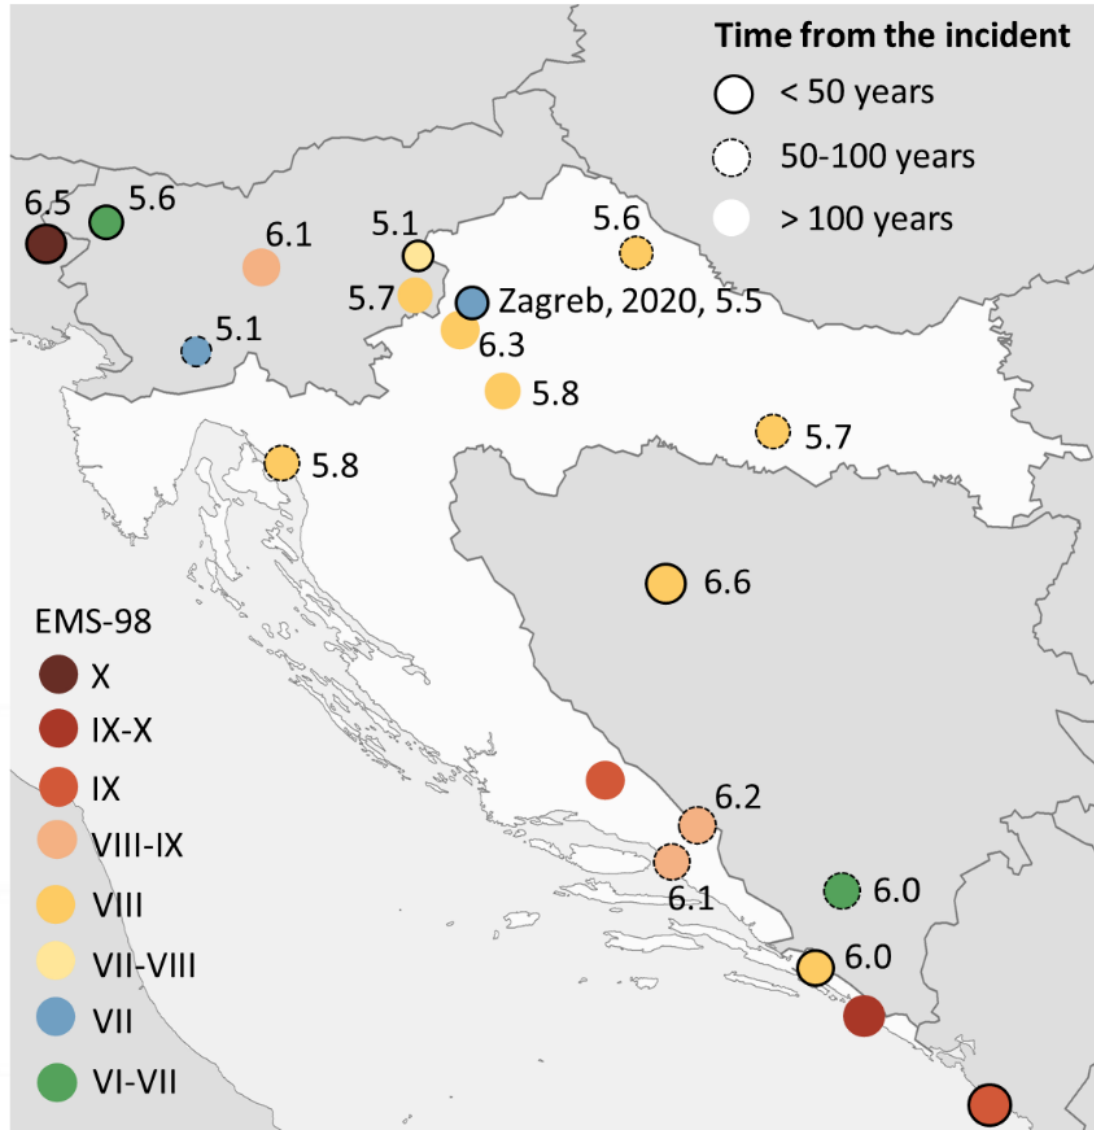 Time from the incident
< 50 years
50-100 years
> 100 years
6.5
5.6
6.1
5.1
5.6
5.7
Zagreb, 2020, 5.5
5.1
6.3
5.8
5.7
5.8
6.6
EMS-98
X
IX-X
IX
VIII-IX
VIII
VII-VIII
VII
VI-VII
6.2
6.1
6.0
6.0